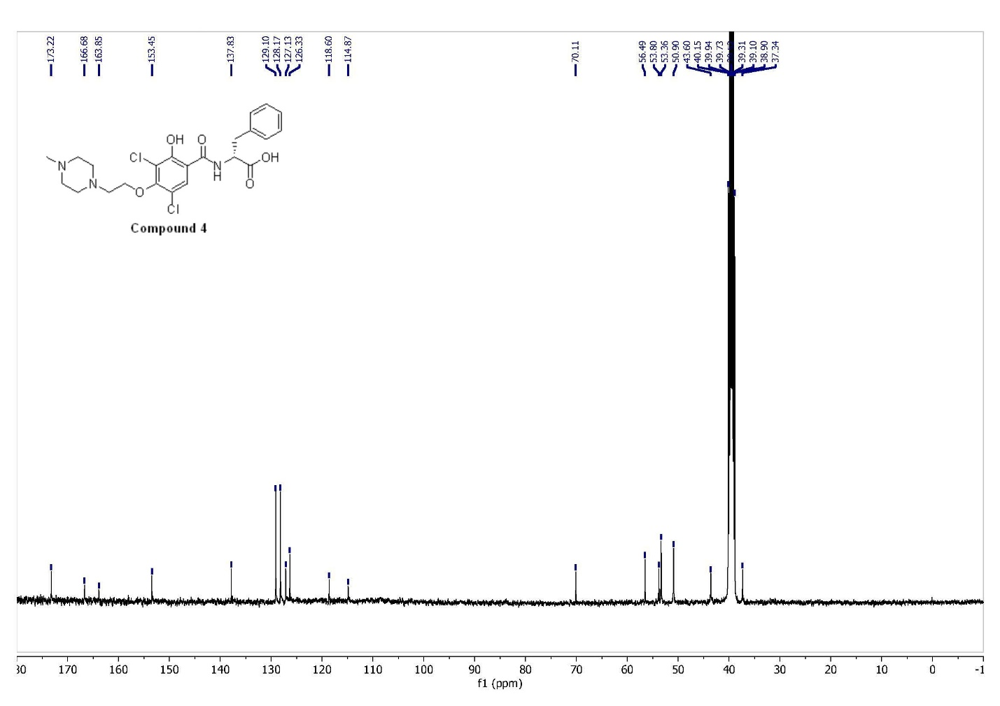 173.22
166.68
163.85
153.45
137.83
129.10
128.17
127.13
126.33
118.60
114.87
70.11
56.49
53.80
53.36
50.90
43.60
40.15
39.94
39.73
39.31
39.10
38.90
37.34
OH
O
Cl
N
H
OH
O
N
N
O
Cl
Compound 4
30 170 160 150 140 130 120 110 100 90 80 70 60 50 40 30 20 10 0 -1
f1 (ppm)